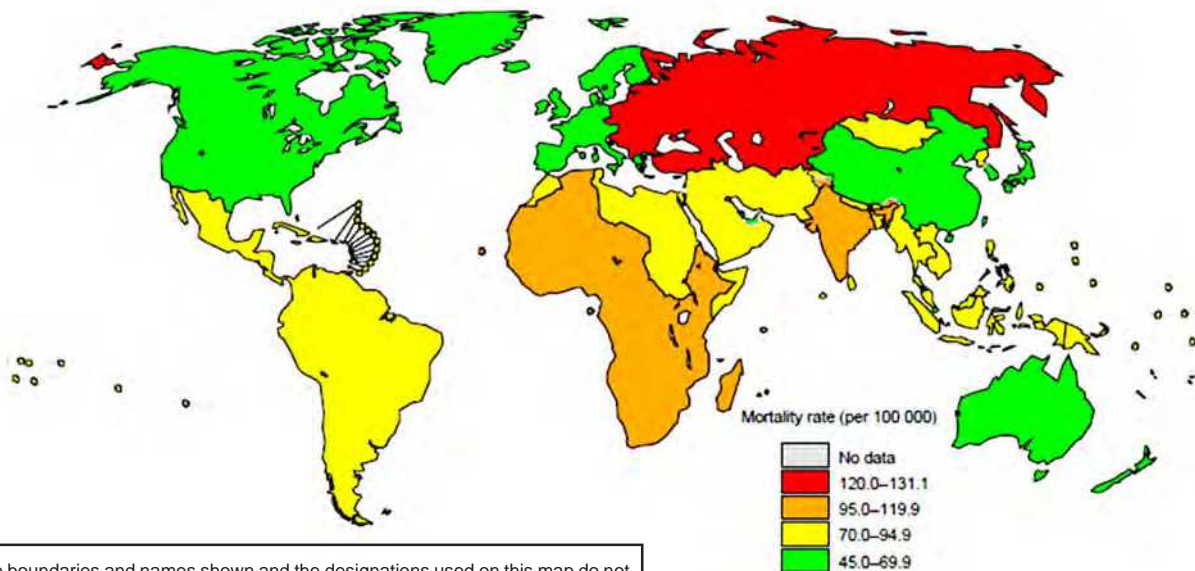 Mortality rate (per 100 000)
No data
120.0–131.1
95.0–119.9
70.0–94.9
45.0–69.9
boundaries and names shown and the designations used on this map do not